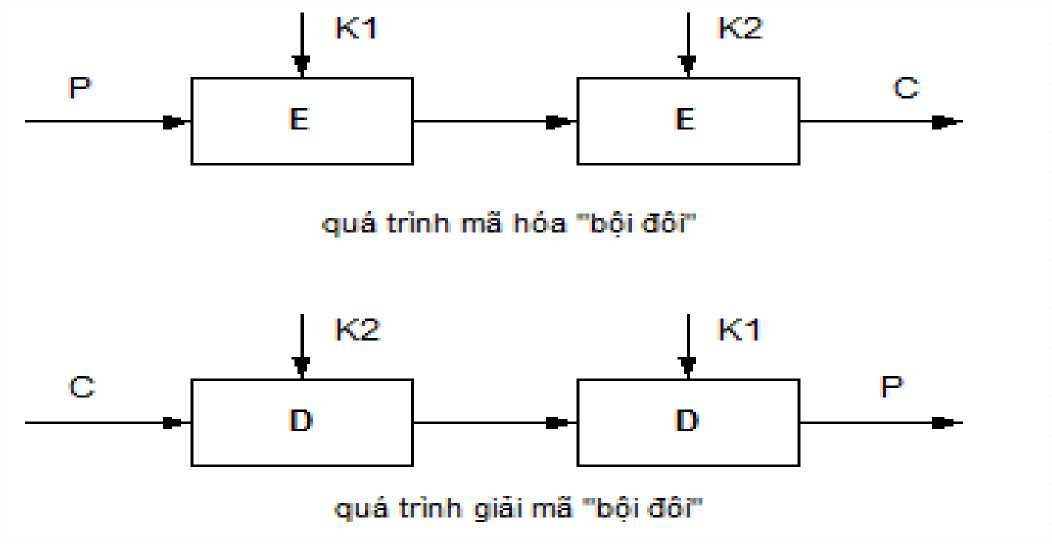 K1 K2
P E E C
quá trình mã hóa "bội đôi"
K2 K1
C D D P
quá trình giải mã "bội đôi"